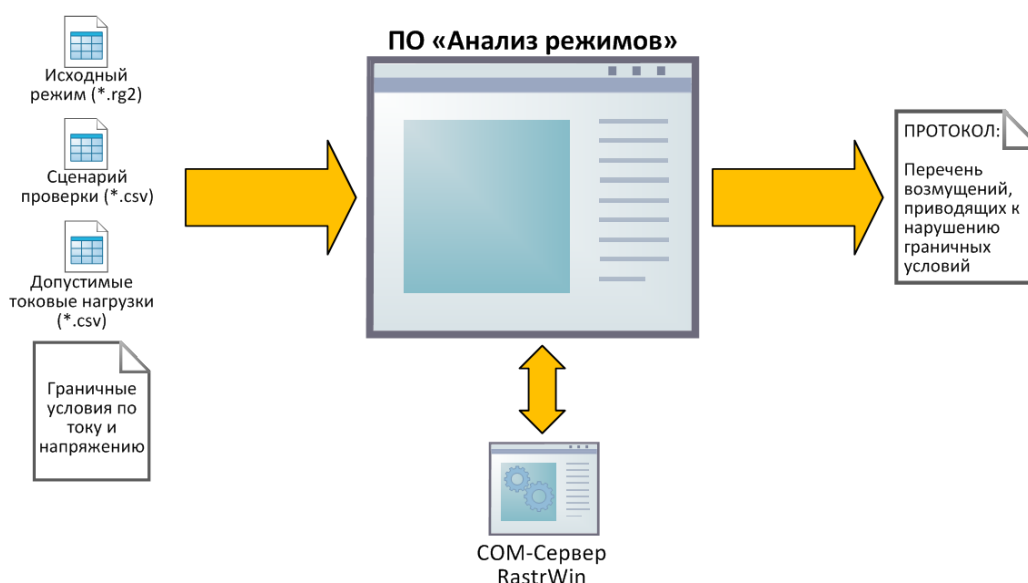 ПО «Анализ режимов»
Исходный
режим (*.rg2)
Сценарий
проверки (*.csv)
Допустимые
токовые нагрузки
(*.csv)
Граничные
условия по
току и
напряжению
ПРОТОКОЛ:
Перечень
возмущений,
приводящих к
нарушению
граничных
условий
COM-Сервер
RastrWin